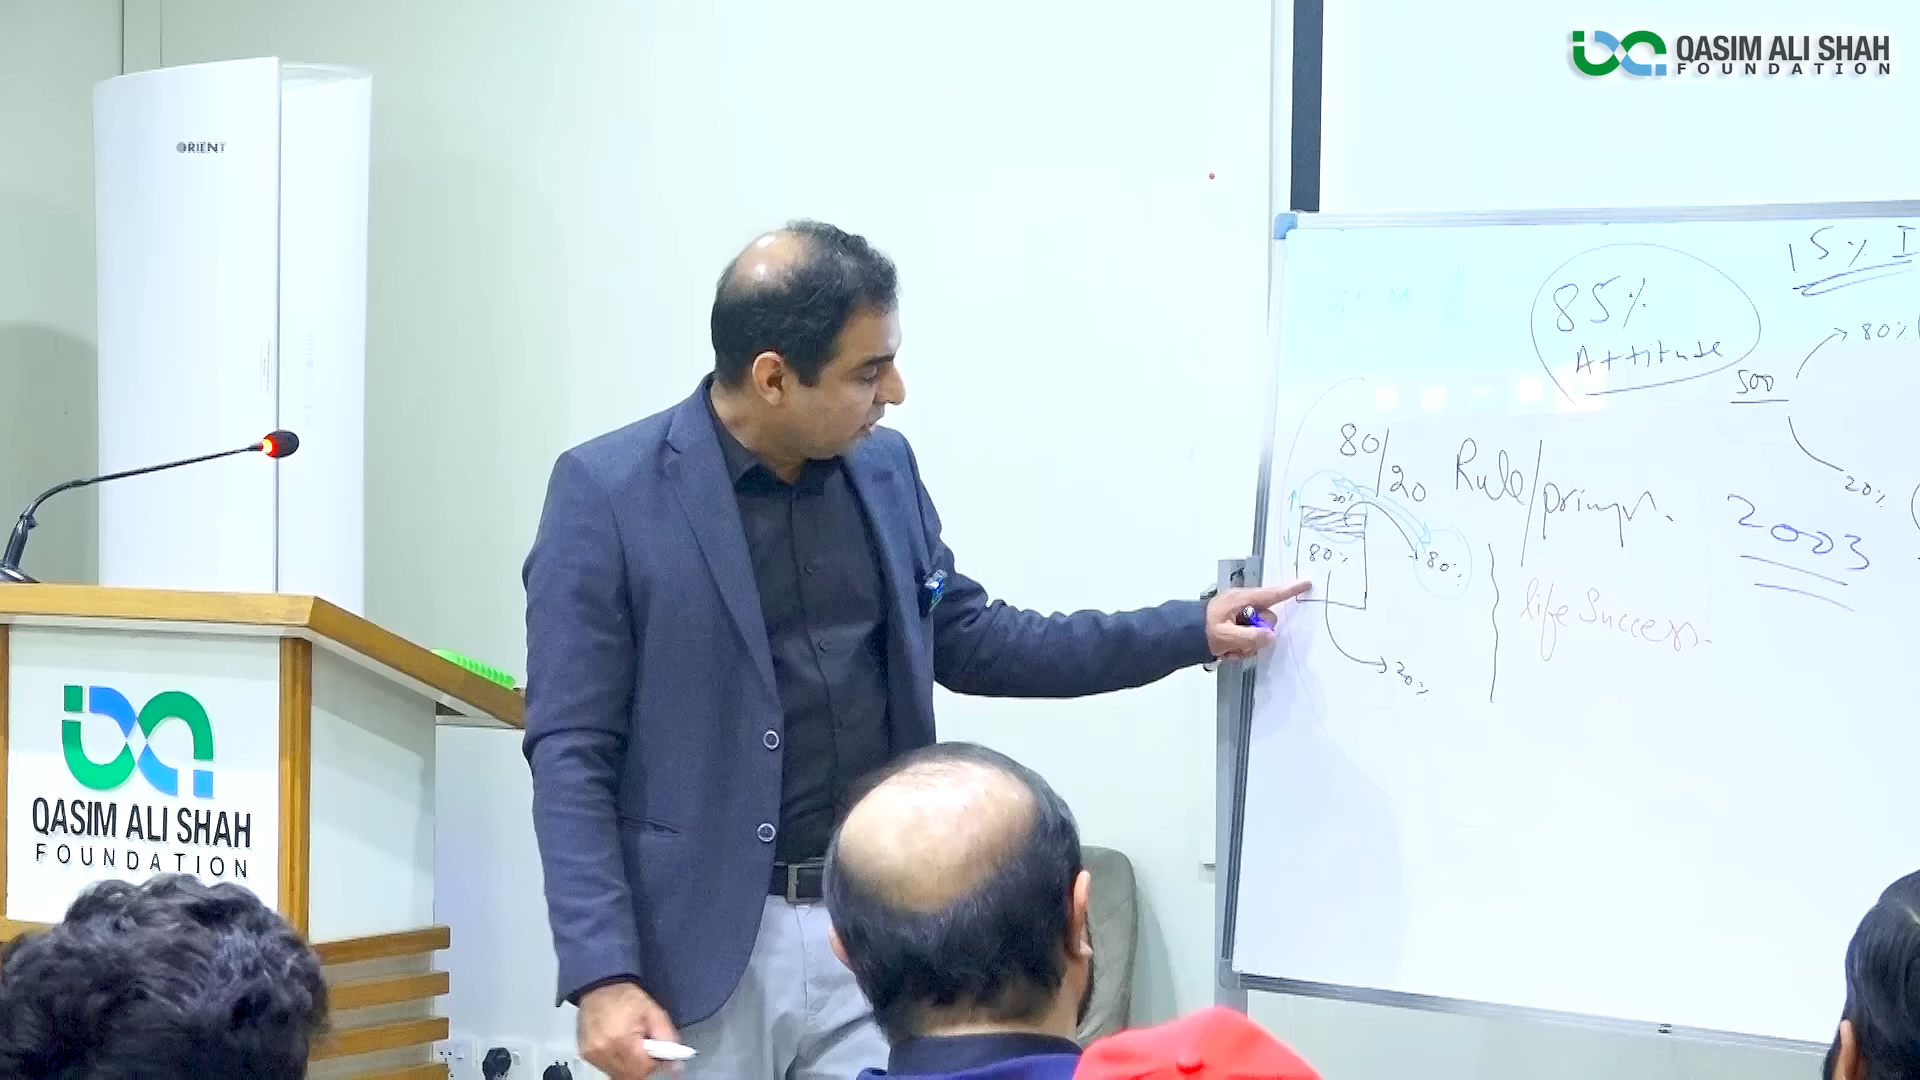 QASIM ALI SHAH
FOUNDATION
ORIENT
15% I
85%
Attitude
80%
500
20%
80/20 Rule/
2003
20%
80%
80%
20%
life Success.
QASIM ALI SHAH
FOUNDATION